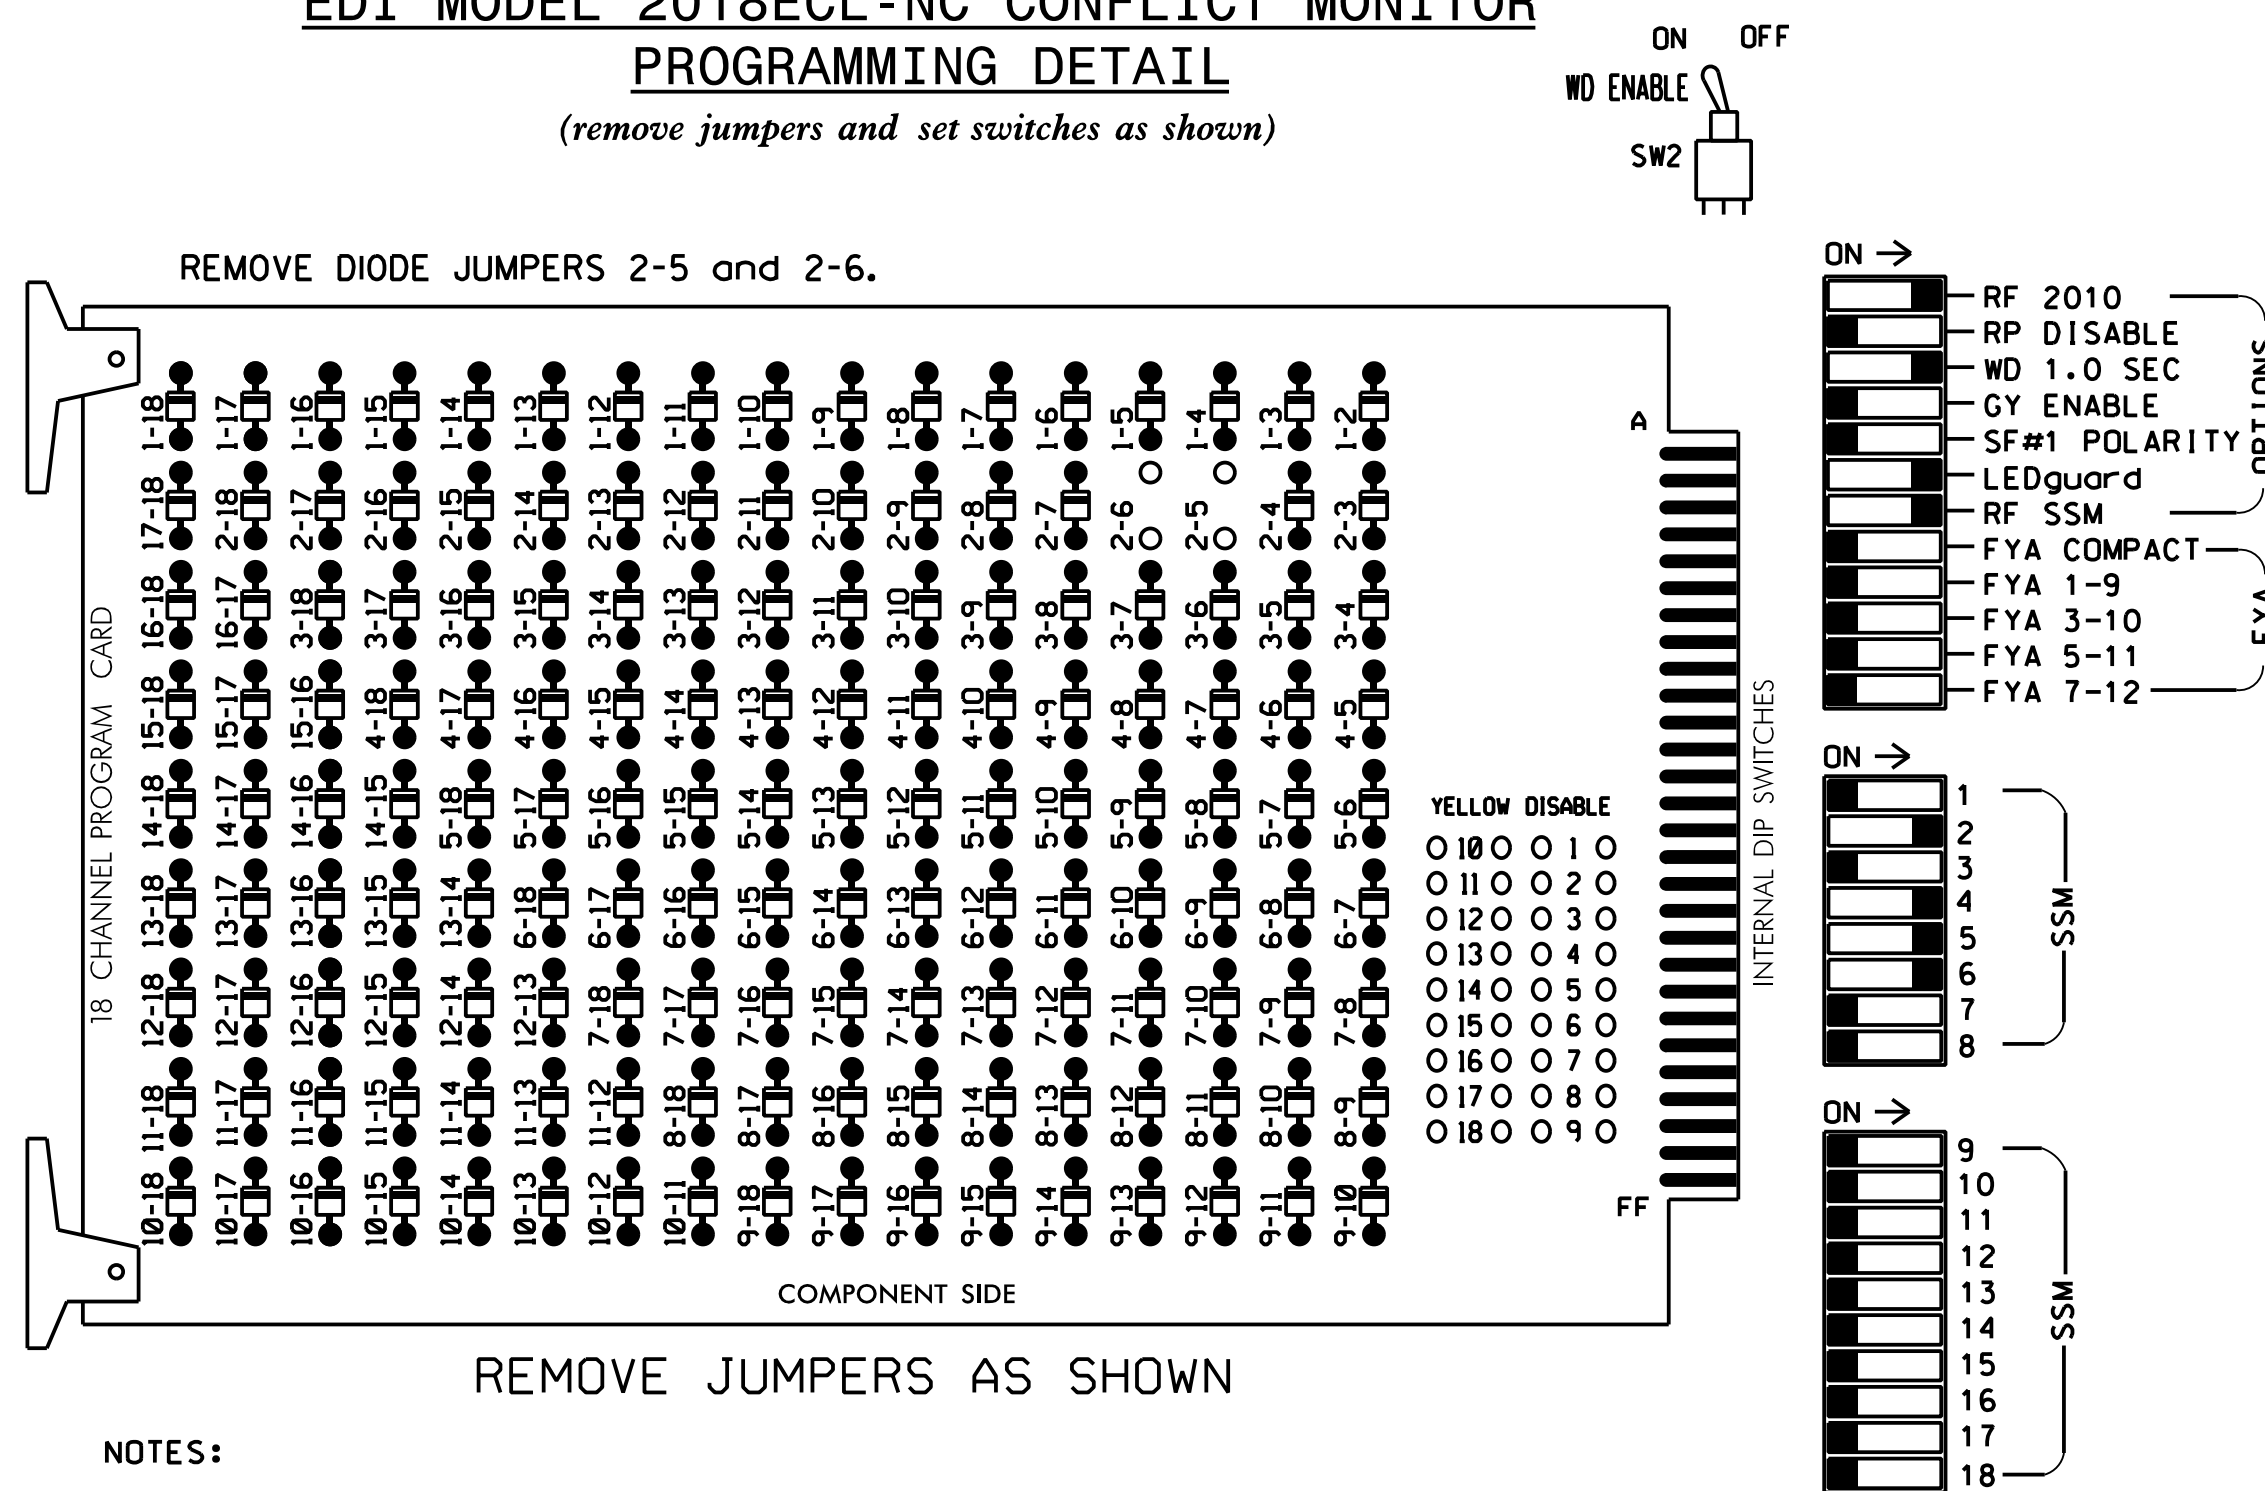 EDI MODEL 2018ECL-NC CONFLICT MONITOR
PROGRAMMING DETAIL
(remove jumpers and set switches as shown)
ON OFF
WD ENABLE
SW2
REMOVE DIODE JUMPERS 2-5 and 2-6.
1-18 1-17 1-16 1-15 1-14 1-13 1-12 1-11 1-10 1-9 1-8 1-7 1-6 1-5 1-4 1-3 1-2
17-18 2-18 2-17 2-16 2-15 2-14 2-13 2-12 2-11 2-10 2-9 2-8 2-7 2-6 2-5 2-4 2-3
16-18 16-17 3-18 3-17 3-16 3-15 3-14 3-13 3-12 3-11 3-10 3-9 3-8 3-7 3-6 3-5 3-4
15-18 15-17 15-16 4-18 4-17 4-16 4-15 4-14 4-13 4-12 4-11 4-10 4-9 4-8 4-7 4-6 4-5
14-18 14-17 14-16 14-15 5-18 5-17 5-16 5-15 5-14 5-13 5-12 5-11 5-10 5-9 5-8 5-7 5-6
13-18 13-17 13-16 13-15 13-14 6-18 6-17 6-16 6-15 6-14 6-13 6-12 6-11 6-10 6-9 6-8 6-7
12-18 12-17 12-16 12-15 12-14 12-13 7-18 7-17 7-16 7-15 7-14 7-13 7-12 7-11 7-10 7-9 7-8
11-18 11-17 11-16 11-15 11-14 11-13 11-12 8-18 8-17 8-16 8-15 8-14 8-13 8-12 8-11 8-10 8-9
10-18 10-17 10-16 10-15 10-14 10-13 10-12 10-11 9-18 9-17 9-16 9-15 9-14 9-13 9-12 9-11 9-10
18 CHANNEL PROGRAM CARD
COMPONENT SIDE
YELLOW DISABLE
10 1
11 2
12 3
13 4
14 5
15 6
16 7
17 8
18 9
A
FF
INTERNAL DIP SWITCHES
ON
RF 2010
RP DISABLE
WD 1.0 SEC
GY ENABLE
SF#1 POLARITY
LEDguard
RF SSM
OPTIONS
FYA COMPACT
FYA 1-9
FYA 3-10
FYA 5-11
FYA 7-12
FYA
ON
1
2
3
4
5
6
7
8
SSM
ON
9
10
11
12
13
14
15
16
17
18
SSM
REMOVE JUMPERS AS SHOWN
NOTES: